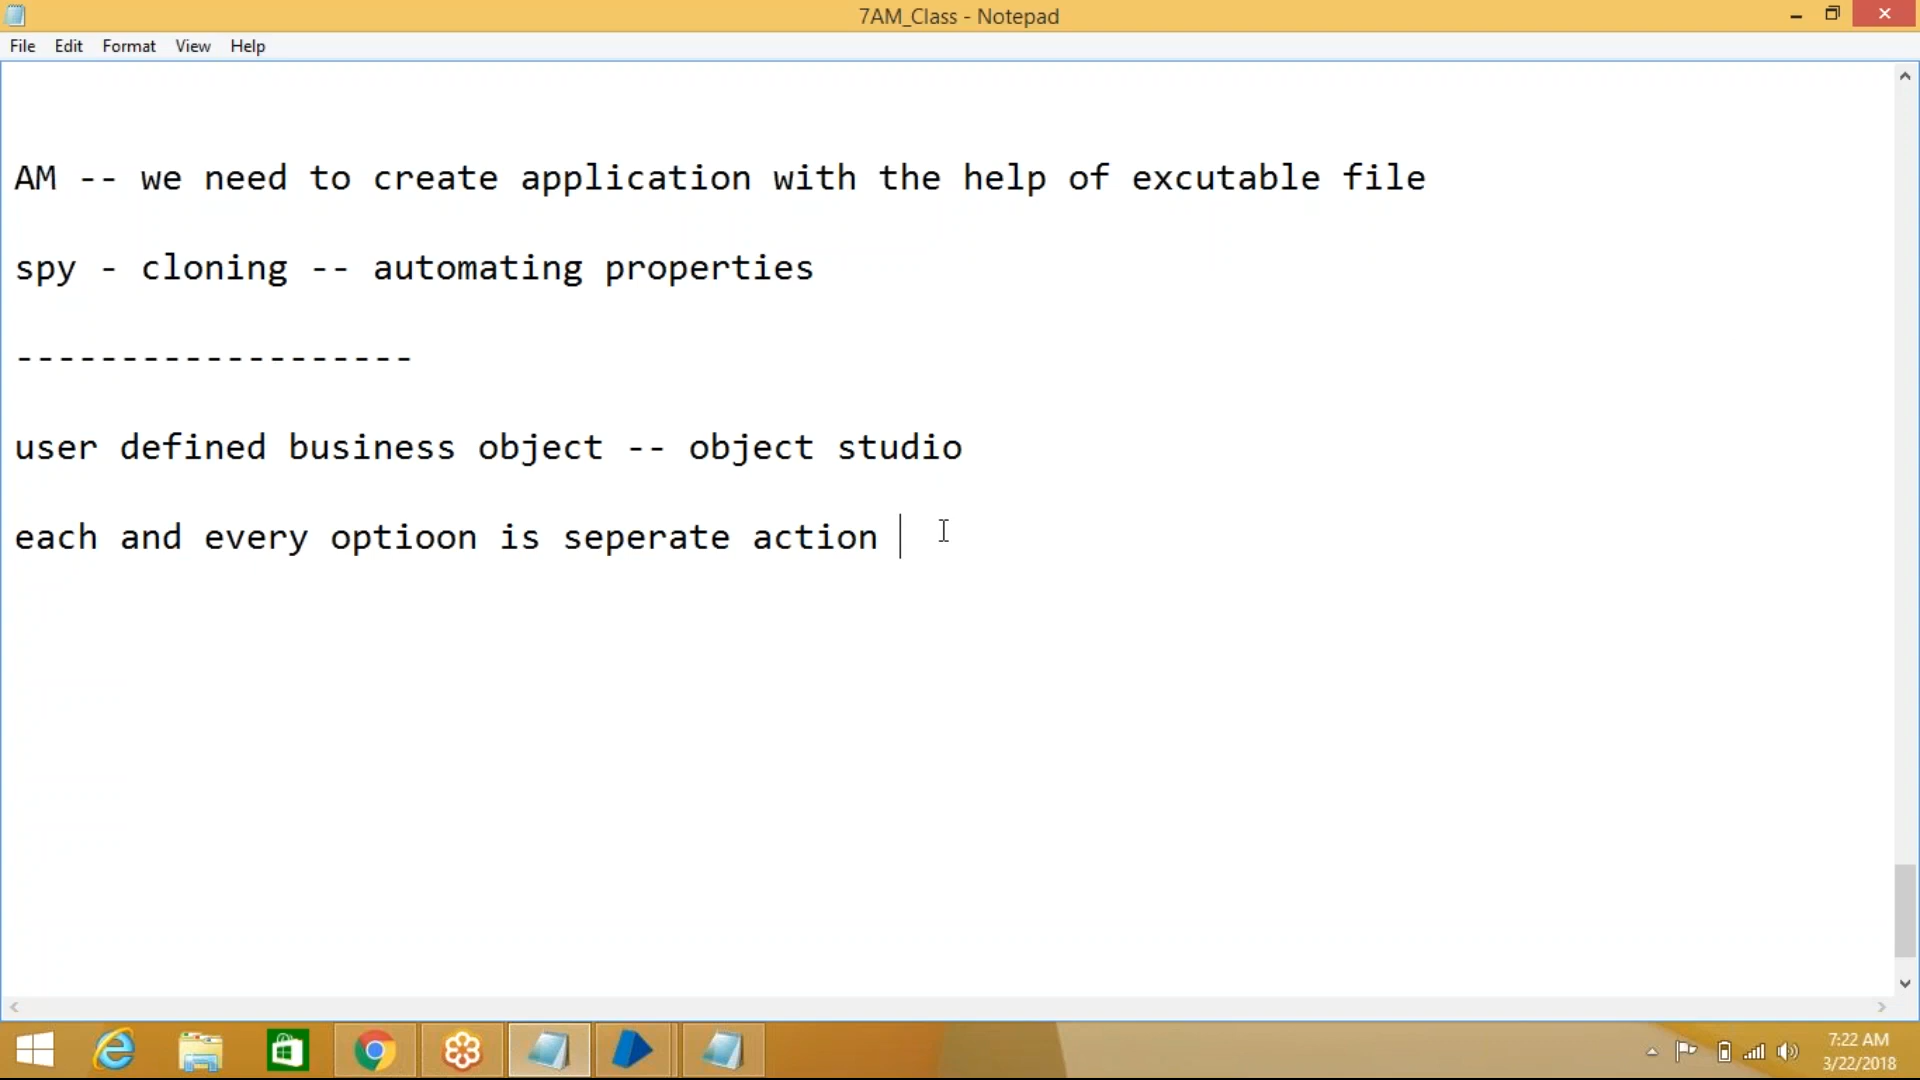 7AM_Class - Notepad
File Edit Format View Help
AM -- we need to create application with the help of excutable file
spy - cloning -- automating properties
-------------------
user defined business object -- object studio
each and every optioon is seperate action
7:22 AM
3/22/2018